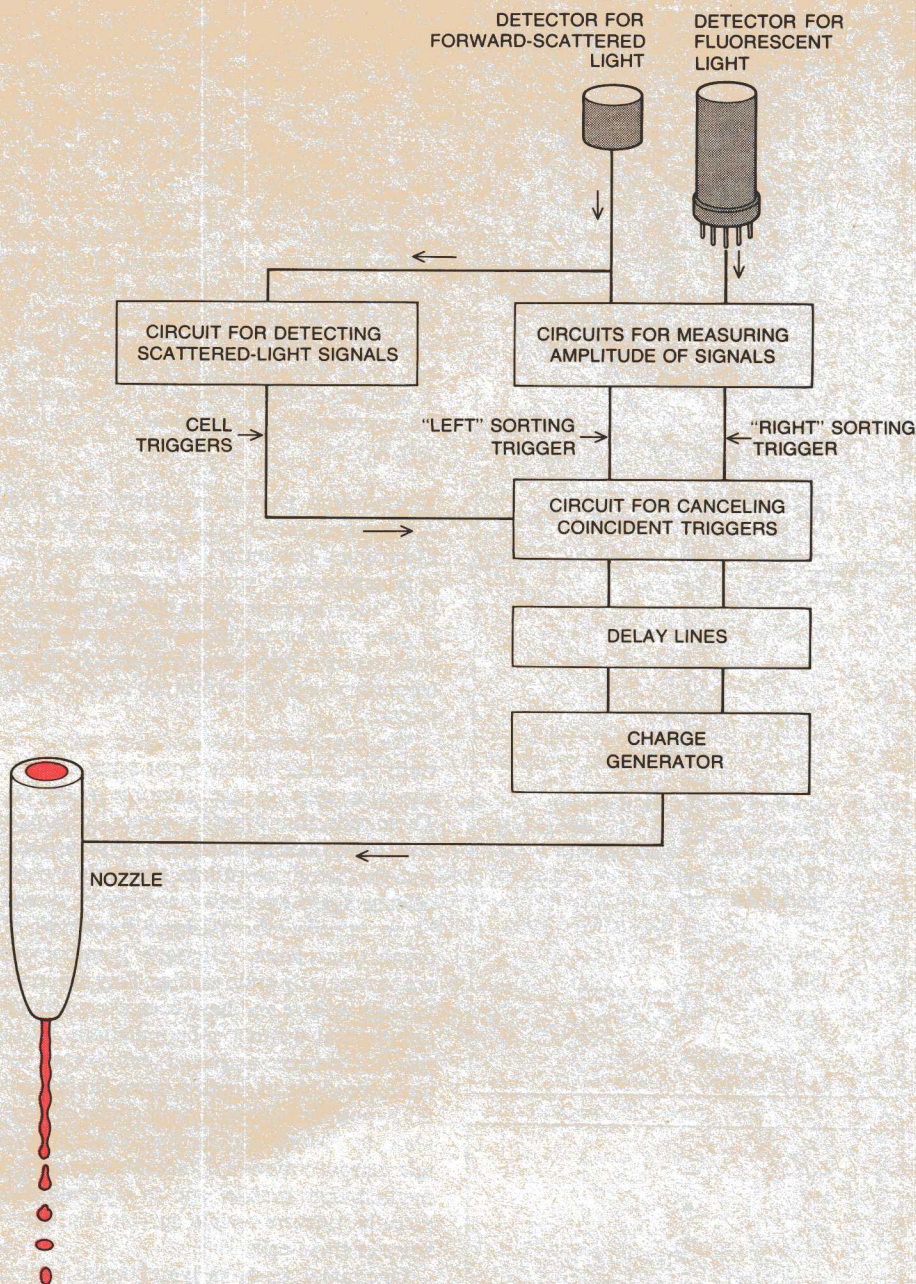 DETECTOR FOR
FORWARD-SCATTERED
LIGHT
DETECTOR FOR
FLUORESCENT
LIGHT
CIRCUIT FOR DETECTING
SCATTERED-LIGHT SIGNALS
CIRCUITS FOR MEASURING
AMPLITUDE OF SIGNALS
CELL
TRIGGERS
"LEFT" SORTING
TRIGGER
"RIGHT" SORTING
TRIGGER
CIRCUIT FOR CANCELING
COINCIDENT TRIGGERS
DELAY LINES
CHARGE
GENERATOR
NOZZLE